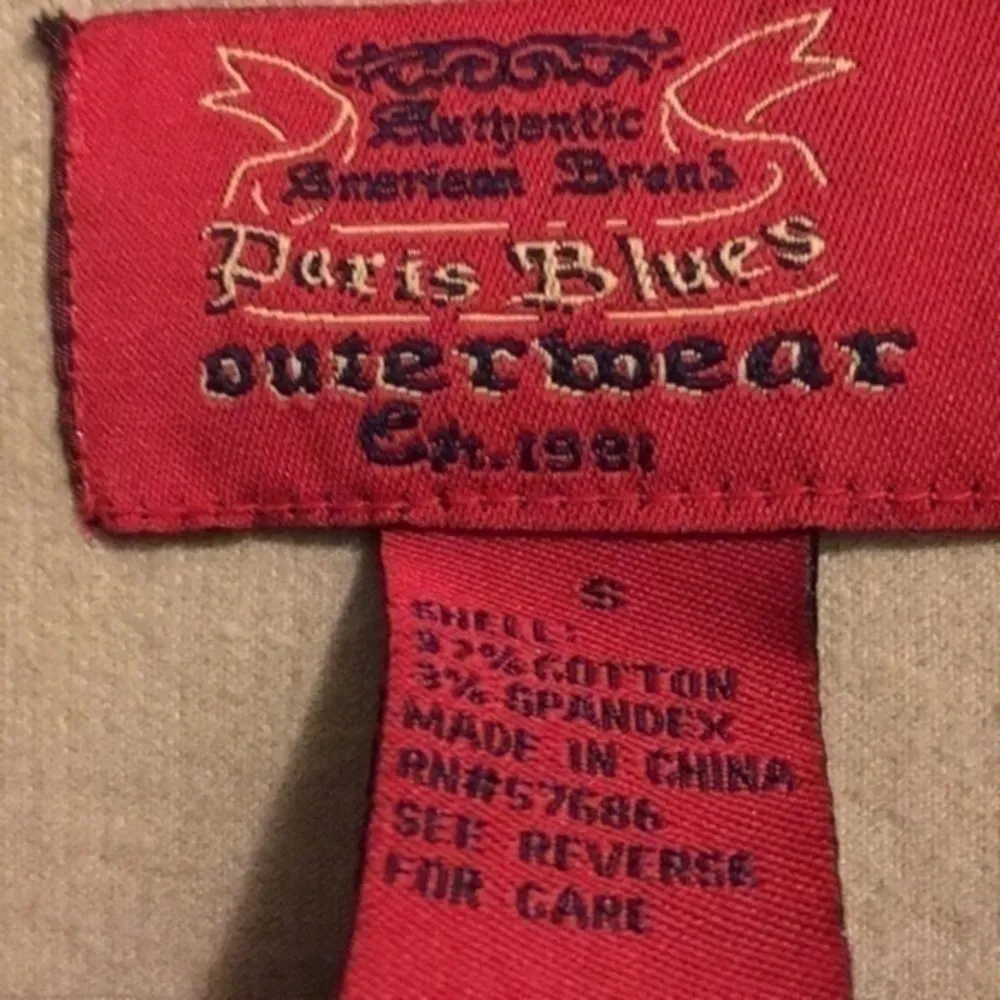 Authentic
American Brand
Paris Blues
outerwear
Est. 1981
S
SHELL:
97% COTTON
3% SPANDEX
MADE IN CHINA
RN#57686
SEE REVERSE
FOR CARE